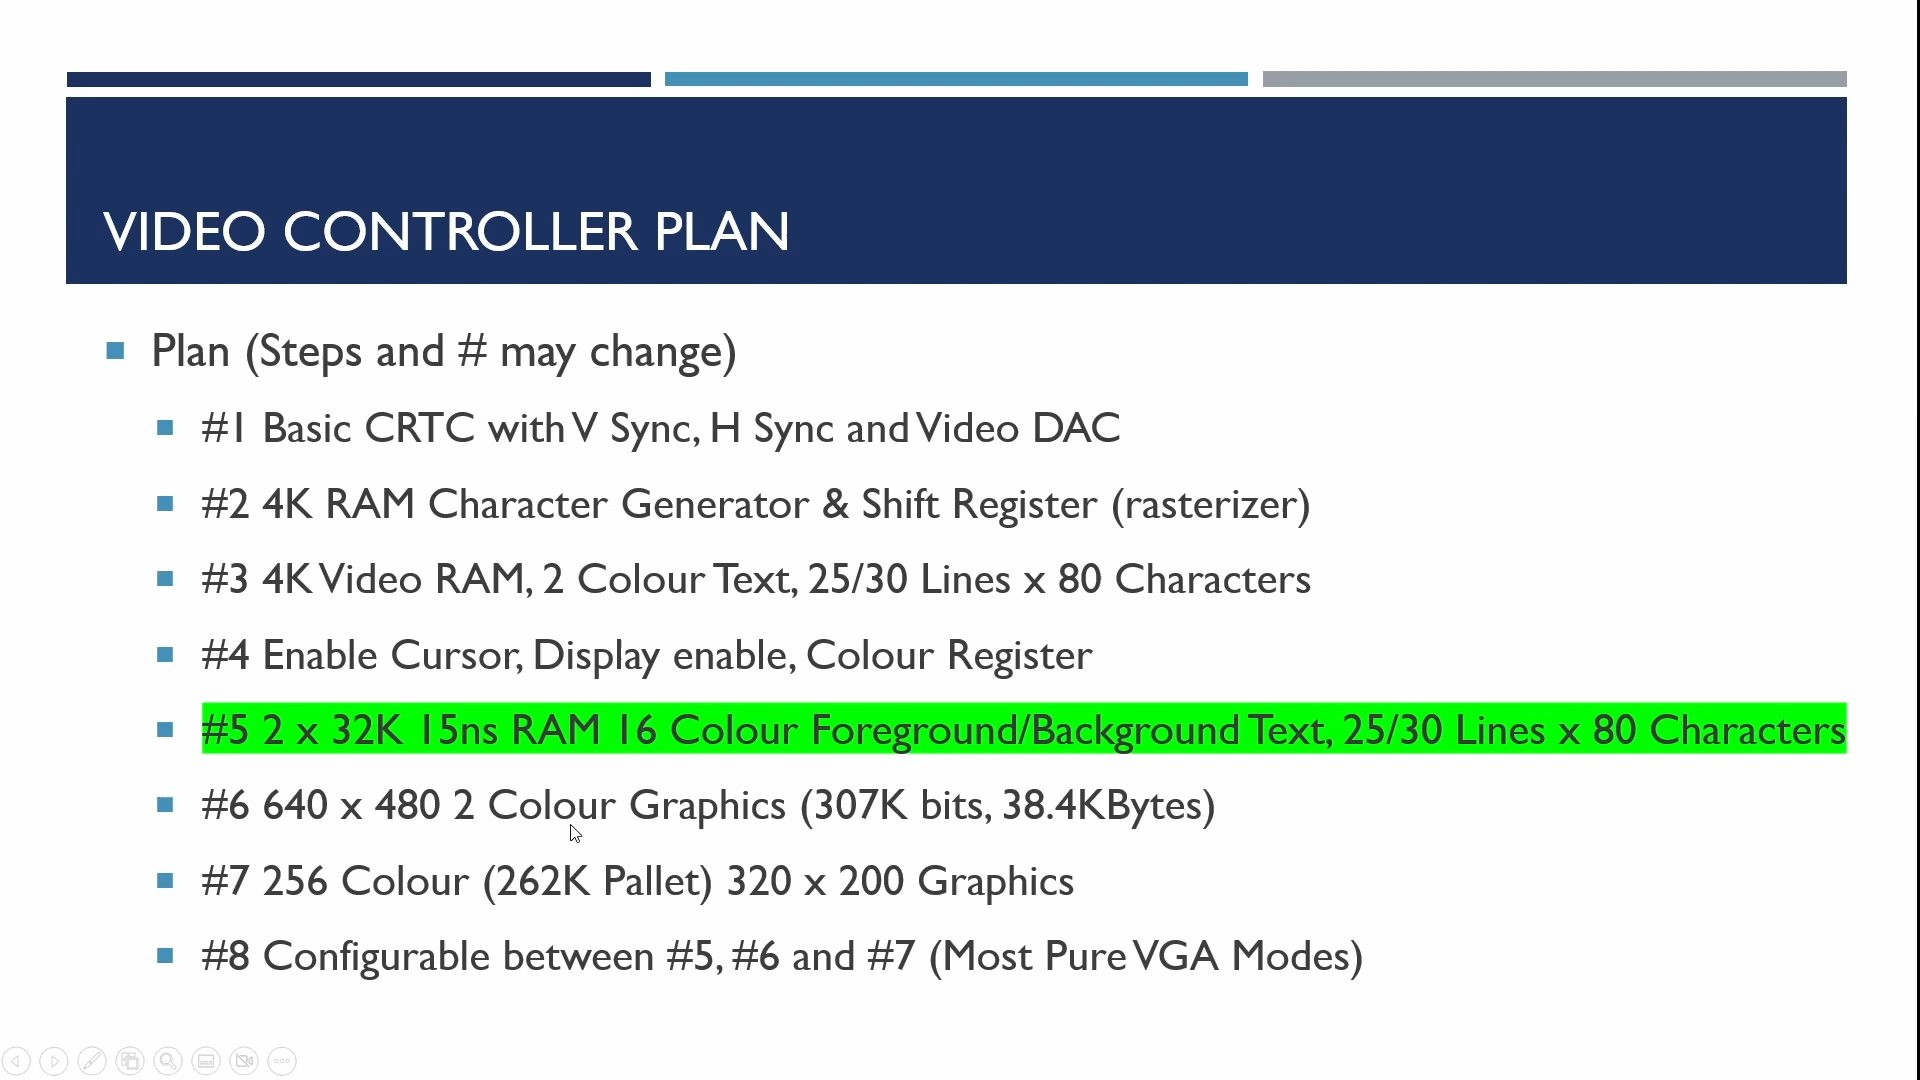 VIDEO CONTROLLER PLAN
Plan (Steps and # may change)
#1 Basic CRTC with V Sync, H Sync and Video DAC
#2 4K RAM Character Generator & Shift Register (rasterizer)
#3 4K Video RAM, 2 Colour Text, 25/30 Lines x 80 Characters
#4 Enable Cursor, Display enable, Colour Register
#5 2 x 32K 15ns RAM 16 Colour Foreground/Background Text, 25/30 Lines x 80 Characters
#6 640 x 480 2 Colour Graphics (307K bits, 38.4KBytes)
#7 256 Colour (262K Pallet) 320 x 200 Graphics
#8 Configurable between #5, #6 and #7 (Most Pure VGA Modes)